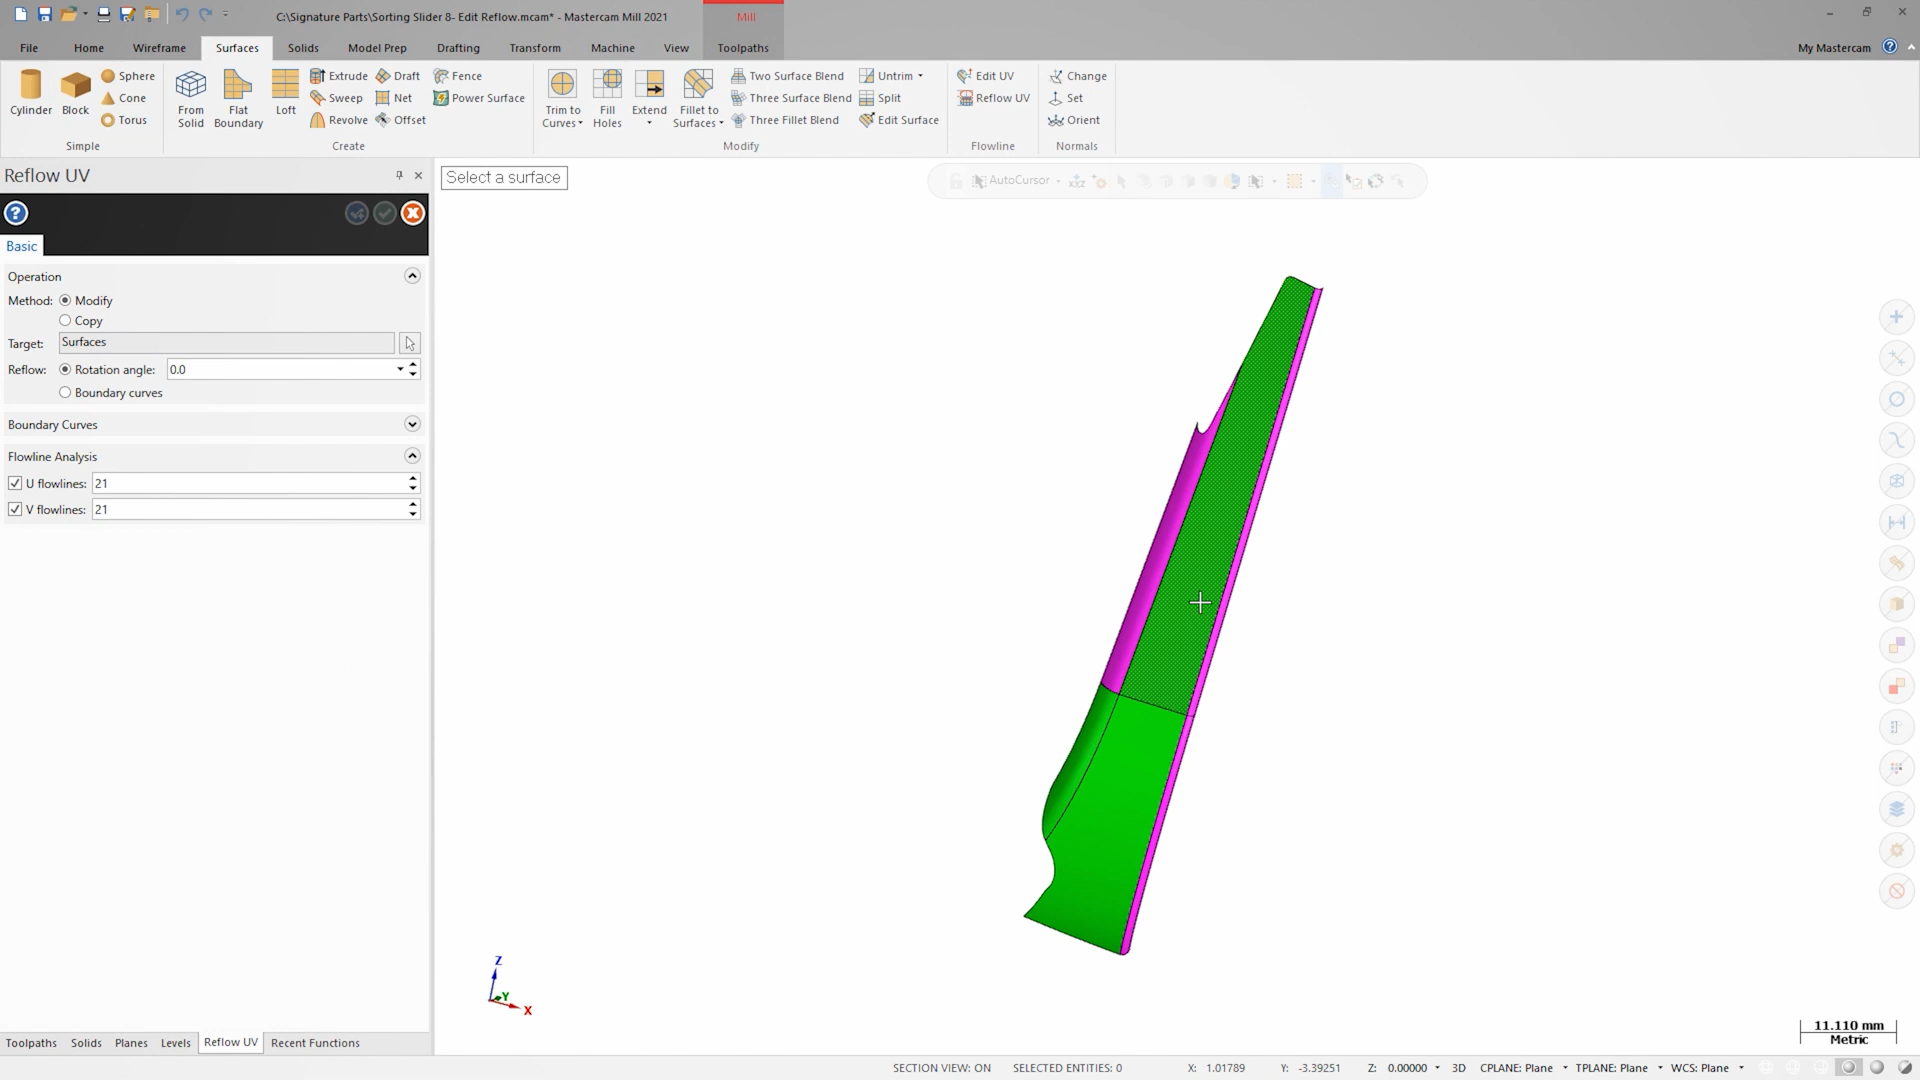 C:\Signature Parts\Sorting Slider 8- Edit Reflow.mcam* - Mastercam Mill 2021
Mill
File Home Wireframe Surfaces Solids Model Prep Drafting Transform Machine View Toolpaths My Mastercam
Cylinder Block Sphere Cone Torus
Simple
From Solid Flat Boundary Loft Extrude Sweep Revolve Draft Net Offset Fence Power Surface
Create
Trim to Curves Fill Holes Extend Fillet to Surfaces Two Surface Blend Three Surface Blend Three Fillet Blend Untrim Split Edit Surface
Modify
Edit UV Reflow UV
Flowline
Change Set Orient
Normals
Reflow UV
Select a surface
AutoCursor
Basic
Operation
Method: Modify
Copy
Target: Surfaces
Reflow: Rotation angle: 0.0
Boundary curves
Boundary Curves
Flowline Analysis
U flowlines: 21
V flowlines: 21
Z
Y
X
11.110 mm
Metric
Toolpaths Solids Planes Levels Reflow UV Recent Functions
SECTION VIEW: ON SELECTED ENTITIES: 0 X: 1.01789 Y: -3.39251 Z: 0.00000 3D CPLANE: Plane TPLANE: Plane WCS: Plane